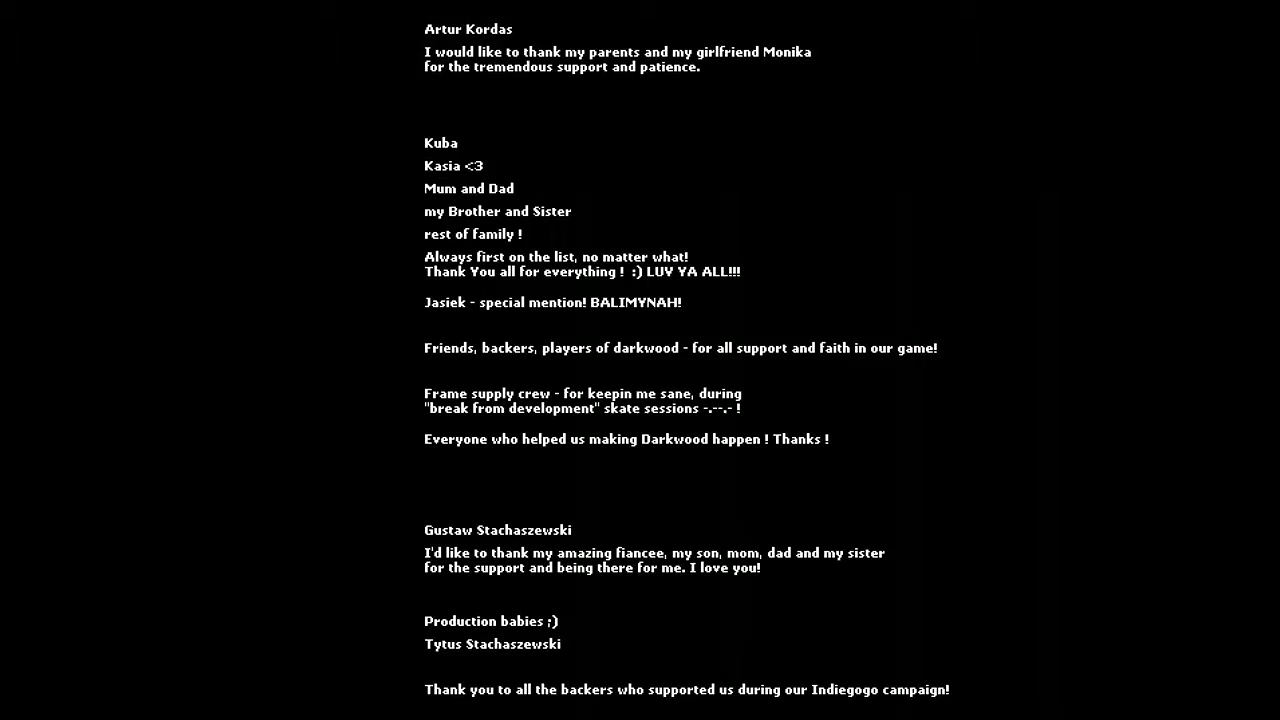 Artur Kordas
I would like to thank my parents and my girlfriend Monika
for the tremendous support and patience.
Kuba
Kasia <3
Mum and Dad
my Brother and Sister
rest of family !
Always first on the list, no matter what!
Thank You all for everything !  :) LUV YA ALL!!!
Jasiek - special mention! BALIMYNAH!
Friends, backers, players of darkwood - for all support and faith in our game!
Frame supply crew - for keepin me sane, during
"break from development" skate sessions -.--.- !
Everyone who helped us making Darkwood happen ! Thanks !
Gustaw Stachaszewski
I'd like to thank my amazing fiancee, my son, mom, dad and my sister
for the support and being there for me. I love you!
Production babies ;)
Tytus Stachaszewski
Thank you to all the backers who supported us during our Indiegogo campaign!